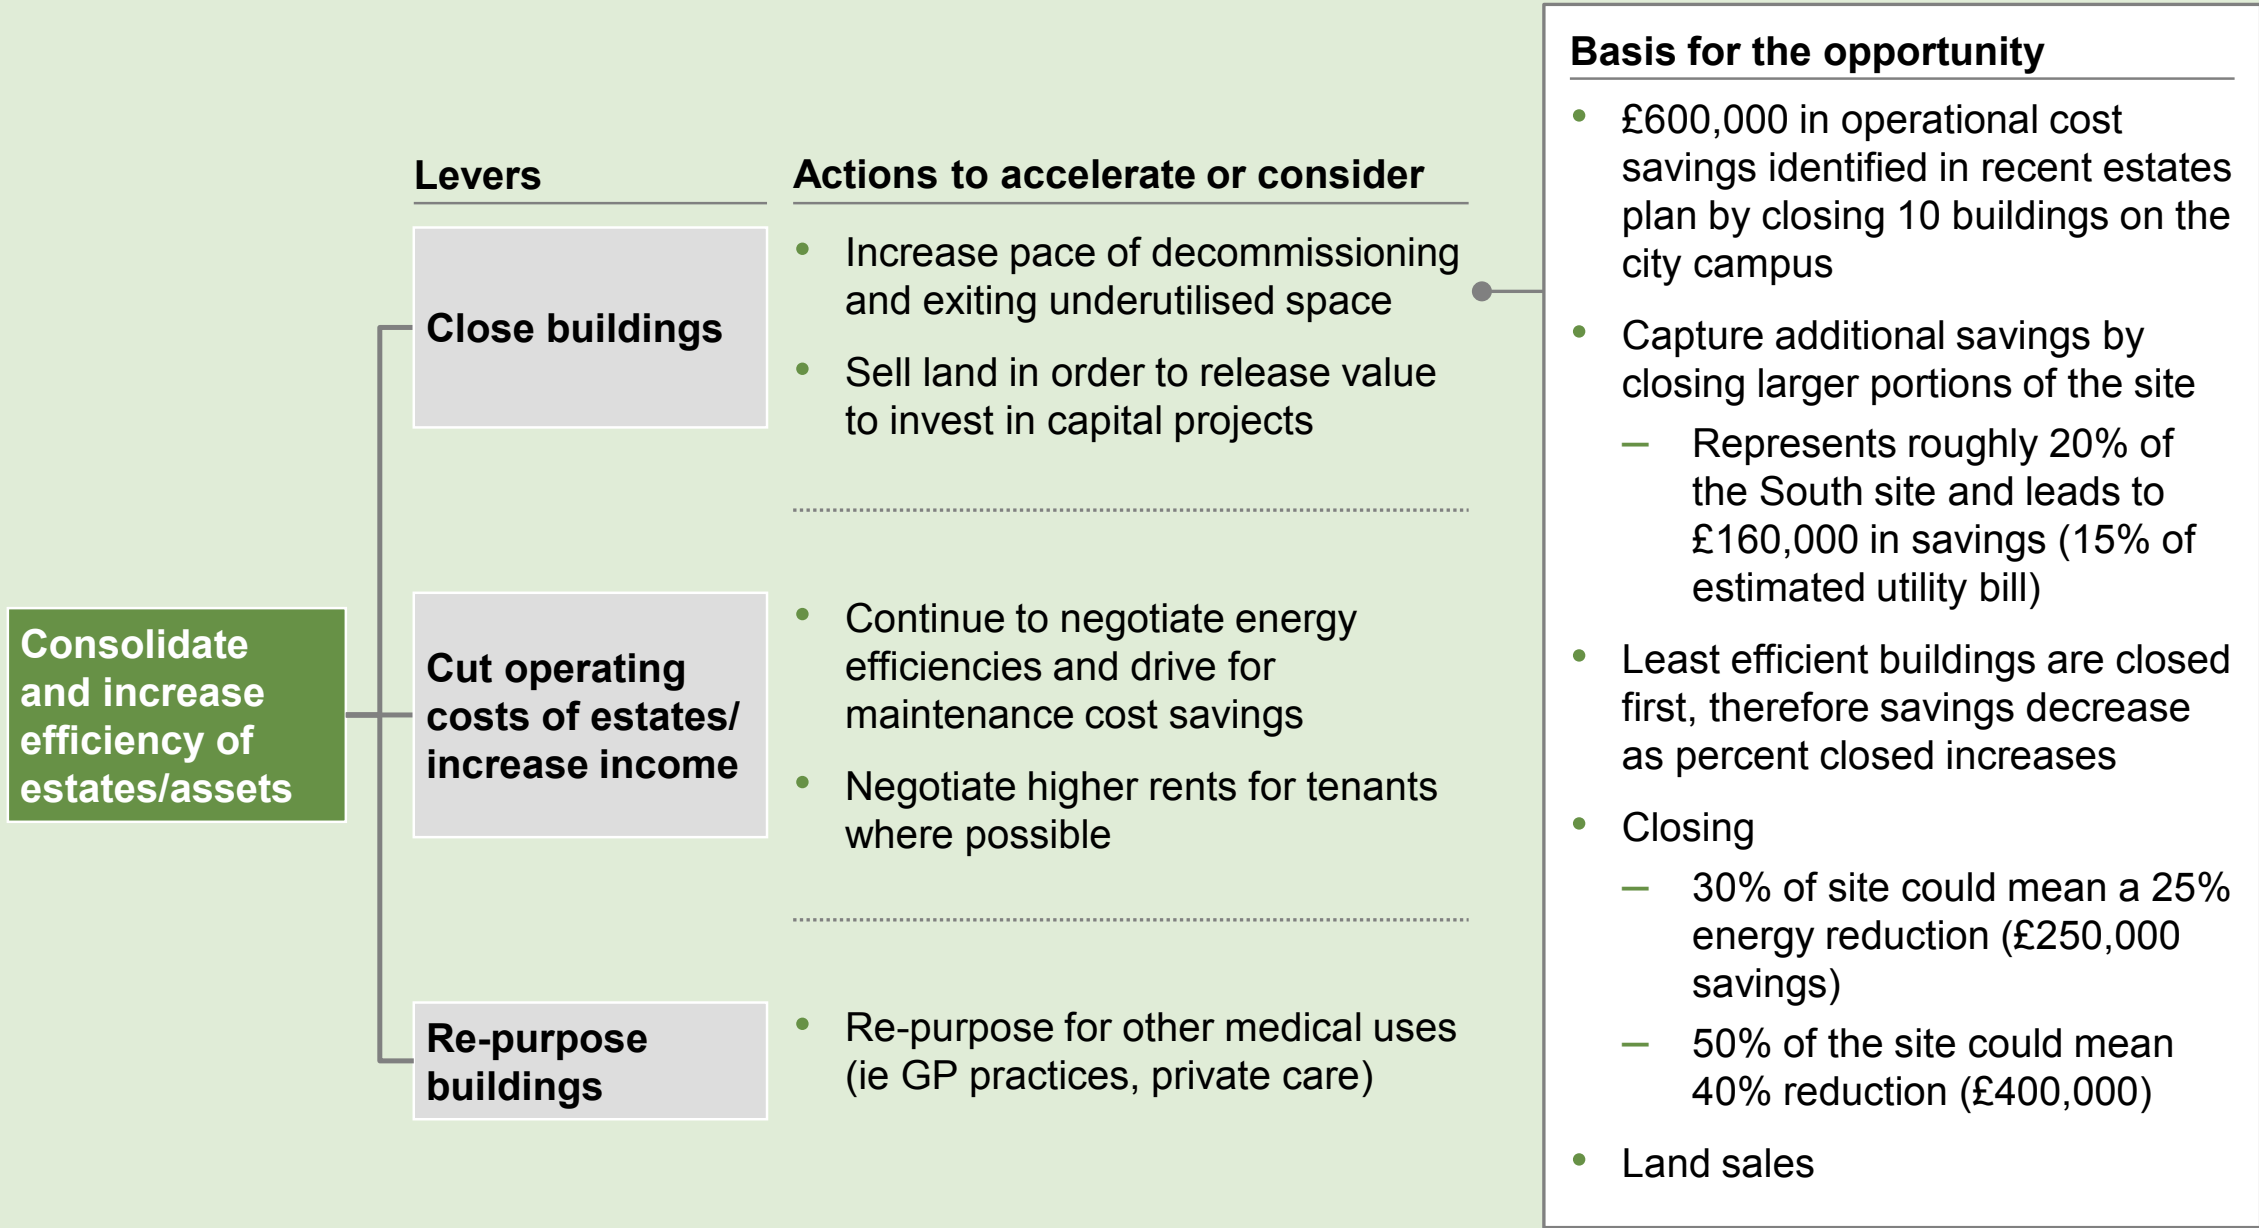 Consolidate
and increase
efficiency of
estates/assets
Levers
Close buildings
Cut operating
costs of estates/
increase income
Re-purpose
buildings
Actions to accelerate or consider
• Increase pace of decommissioning
and exiting underutilised space
• Sell land in order to release value
to invest in capital projects
• Continue to negotiate energy
efficiencies and drive for
maintenance cost savings
• Negotiate higher rents for tenants
where possible
• Re-purpose for other medical uses
(ie GP practices, private care)
Basis for the opportunity
• £600,000 in operational cost
savings identified in recent estates
plan by closing 10 buildings on the
city campus
• Capture additional savings by
closing larger portions of the site
– Represents roughly 20% of
the South site and leads to
£160,000 in savings (15% of
estimated utility bill)
• Least efficient buildings are closed
first, therefore savings decrease
as percent closed increases
• Closing
– 30% of site could mean a 25%
energy reduction (£250,000
savings)
– 50% of the site could mean
40% reduction (£400,000)
• Land sales